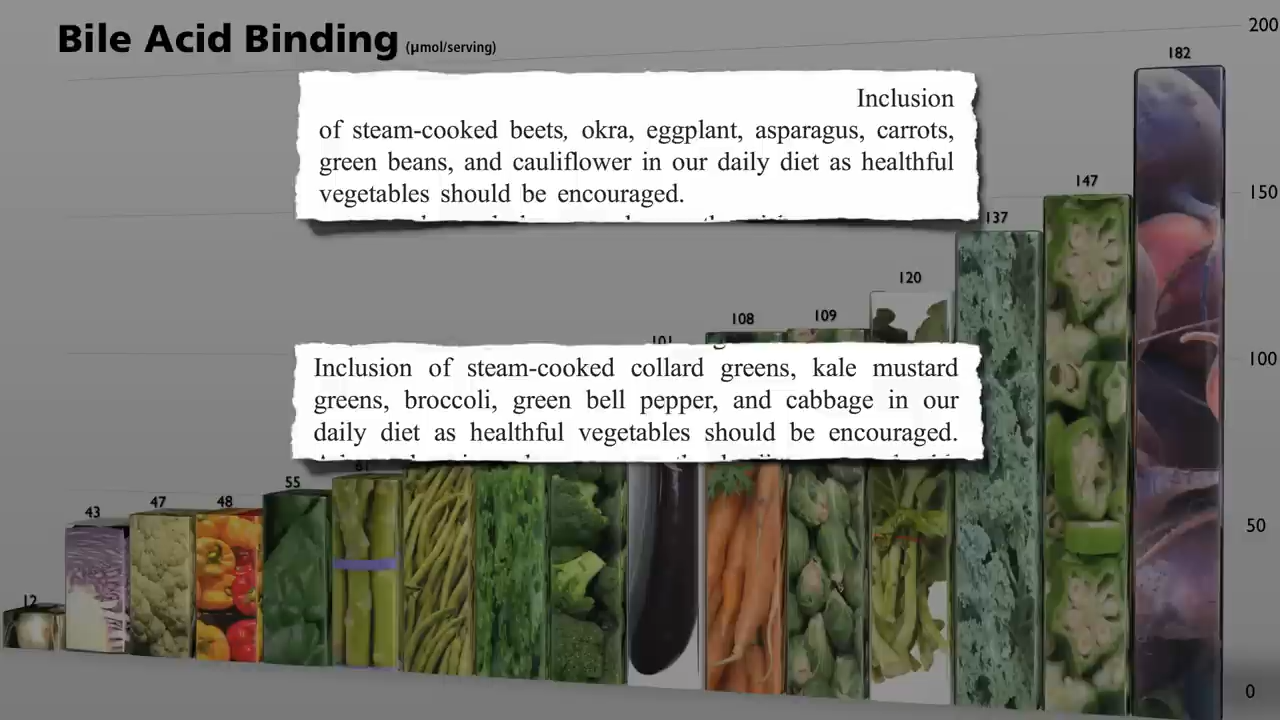 Bile Acid Binding (µmol/serving)
200
182
Inclusion
of steam-cooked beets, okra, eggplant, asparagus, carrots,
green beans, and cauliflower in our daily diet as healthful
vegetables should be encouraged.
147
150
137
120
108
109
101
Inclusion of steam-cooked collard greens, kale mustard
greens, broccoli, green bell pepper, and cabbage in our
daily diet as healthful vegetables should be encouraged.
100
55
43
47
48
50
12
0